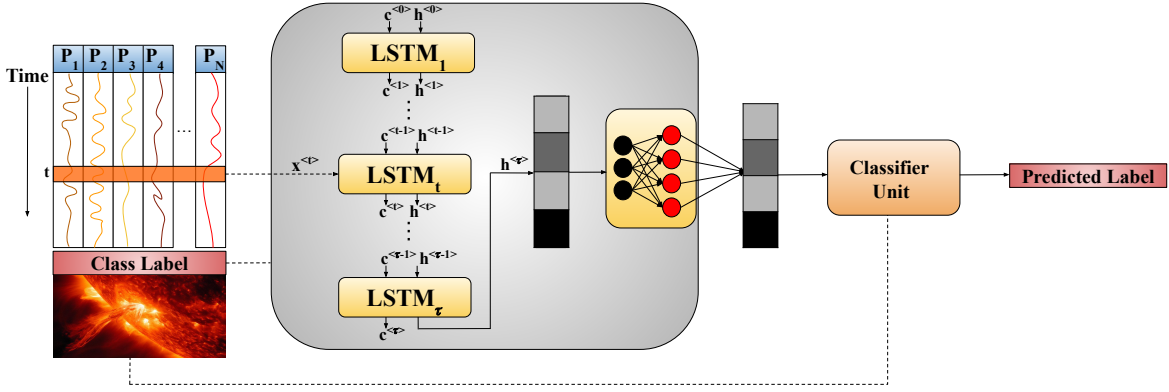 P1 P2 P3 P4 PN
Time
...
t
x<t>
Class Label
c<0> h<0>
LSTM1
c<1> h<1>
c<t-1> h<t-1>
LSTMt
c<t> h<t>
c<τ-1> h<τ-1>
LSTMτ
c<τ>
h<τ>
Classifier
Unit
Predicted Label